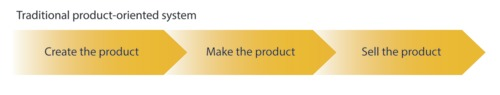 Traditional product-oriented system
Create the product
Make the product
Sell the product